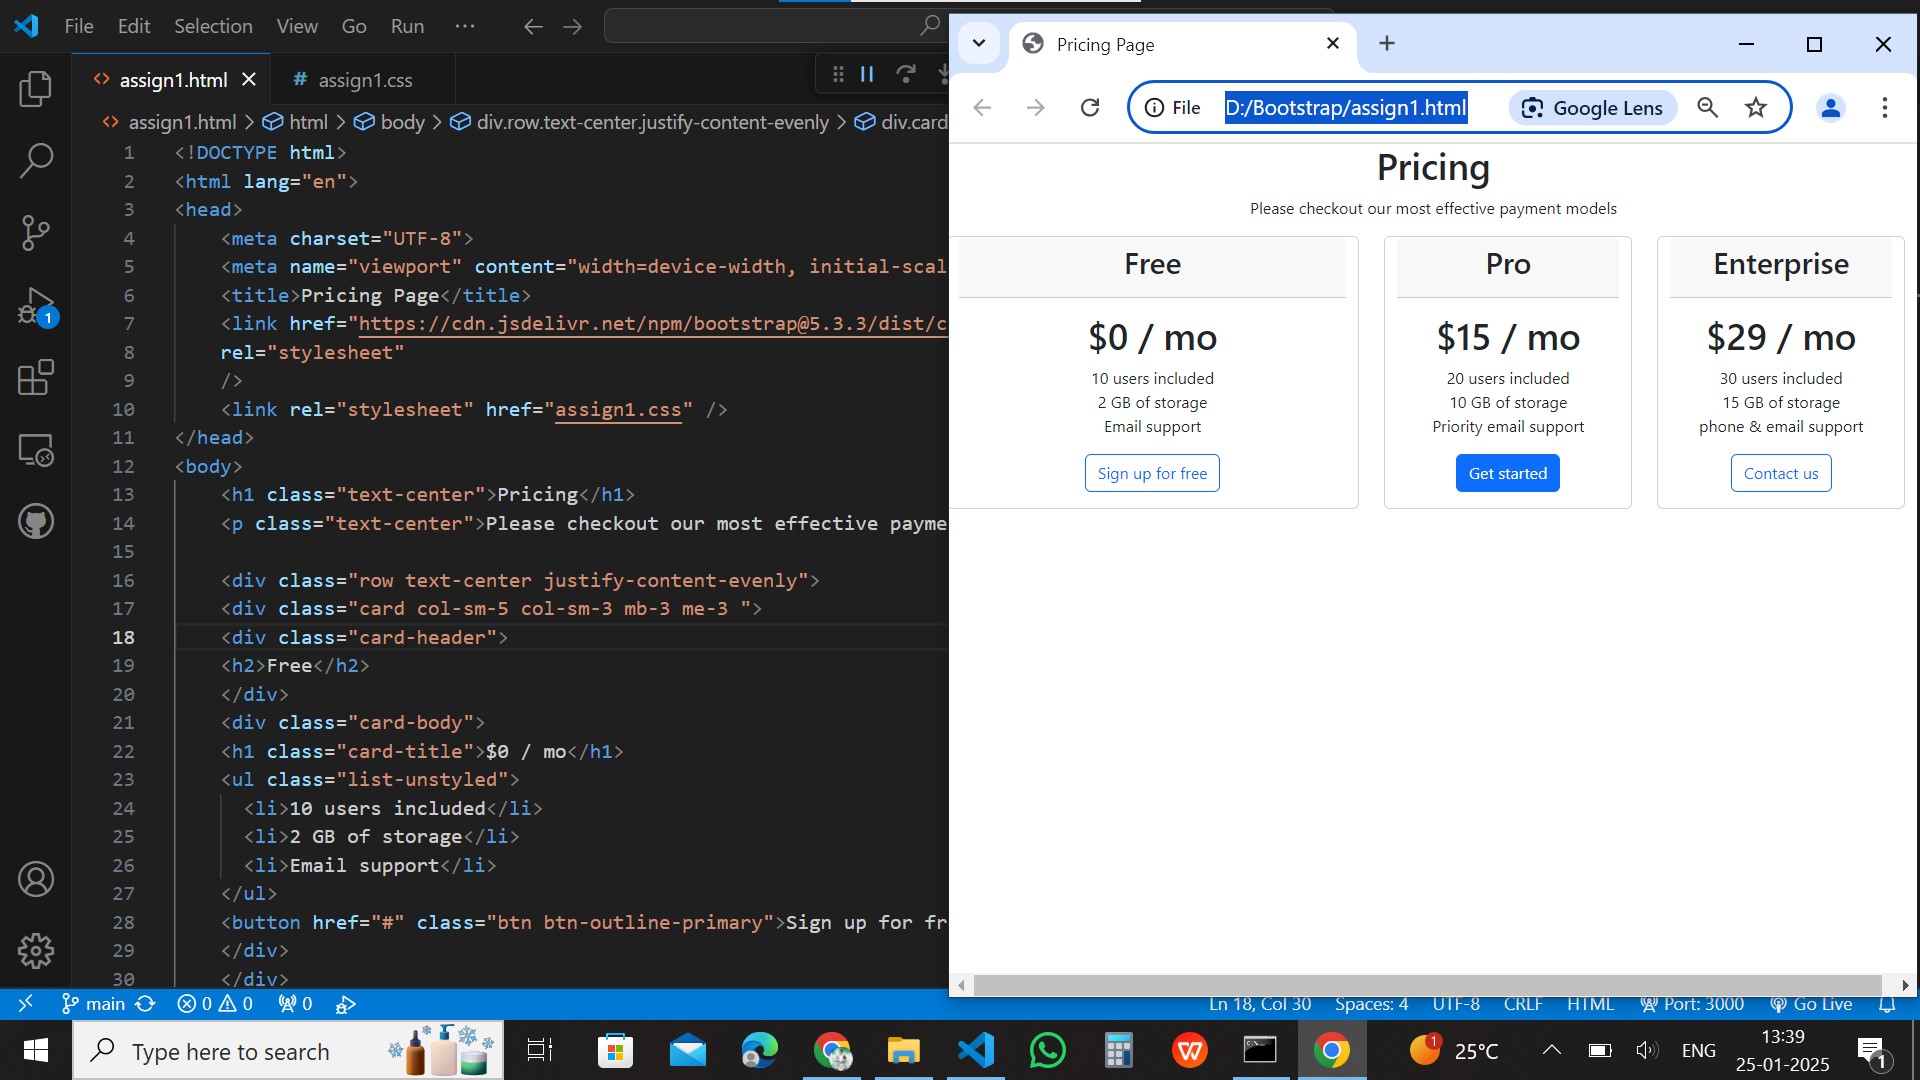 File Edit Selection View Go Run ···
assign1.html
# assign1.css
assign1.html > html > body > div.row.text-center.justify-content-evenly > div.card
1 <!DOCTYPE html>
2 <html lang="en">
3 <head>
4 <meta charset="UTF-8">
5 <meta name="viewport" content="width=device-width, initial-scal
6 <title>Pricing Page</title>
7 <link href="https://cdn.jsdelivr.net/npm/bootstrap@5.3.3/dist/c
8 rel="stylesheet"
9 />
10 <link rel="stylesheet" href="assign1.css" />
11 </head>
12 <body>
13 <h1 class="text-center">Pricing</h1>
14 <p class="text-center">Please checkout our most effective payme
15
16 <div class="row text-center justify-content-evenly">
17 <div class="card col-sm-5 col-sm-3 mb-3 me-3 ">
18 <div class="card-header">
19 <h2>Free</h2>
20 </div>
21 <div class="card-body">
22 <h1 class="card-title">$0 / mo</h1>
23 <ul class="list-unstyled">
24 <li>10 users included</li>
25 <li>2 GB of storage</li>
26 <li>Email support</li>
27 </ul>
28 <button href="#" class="btn btn-outline-primary">Sign up for fr
29 </div>
30 </div>
1
Pricing Page
File D:/Bootstrap/assign1.html Google Lens
Pricing
Please checkout our most effective payment models
Free
$0 / mo
10 users included
2 GB of storage
Email support
Sign up for free
Pro
$15 / mo
20 users included
10 GB of storage
Priority email support
Get started
Enterprise
$29 / mo
30 users included
15 GB of storage
phone & email support
Contact us
main 0 0 0 Ln 18, Col 30 Spaces: 4 UTF-8 CRLF HTML Port: 3000 Go Live
Type here to search
1 25°C ENG
13:39
25-01-2025
1